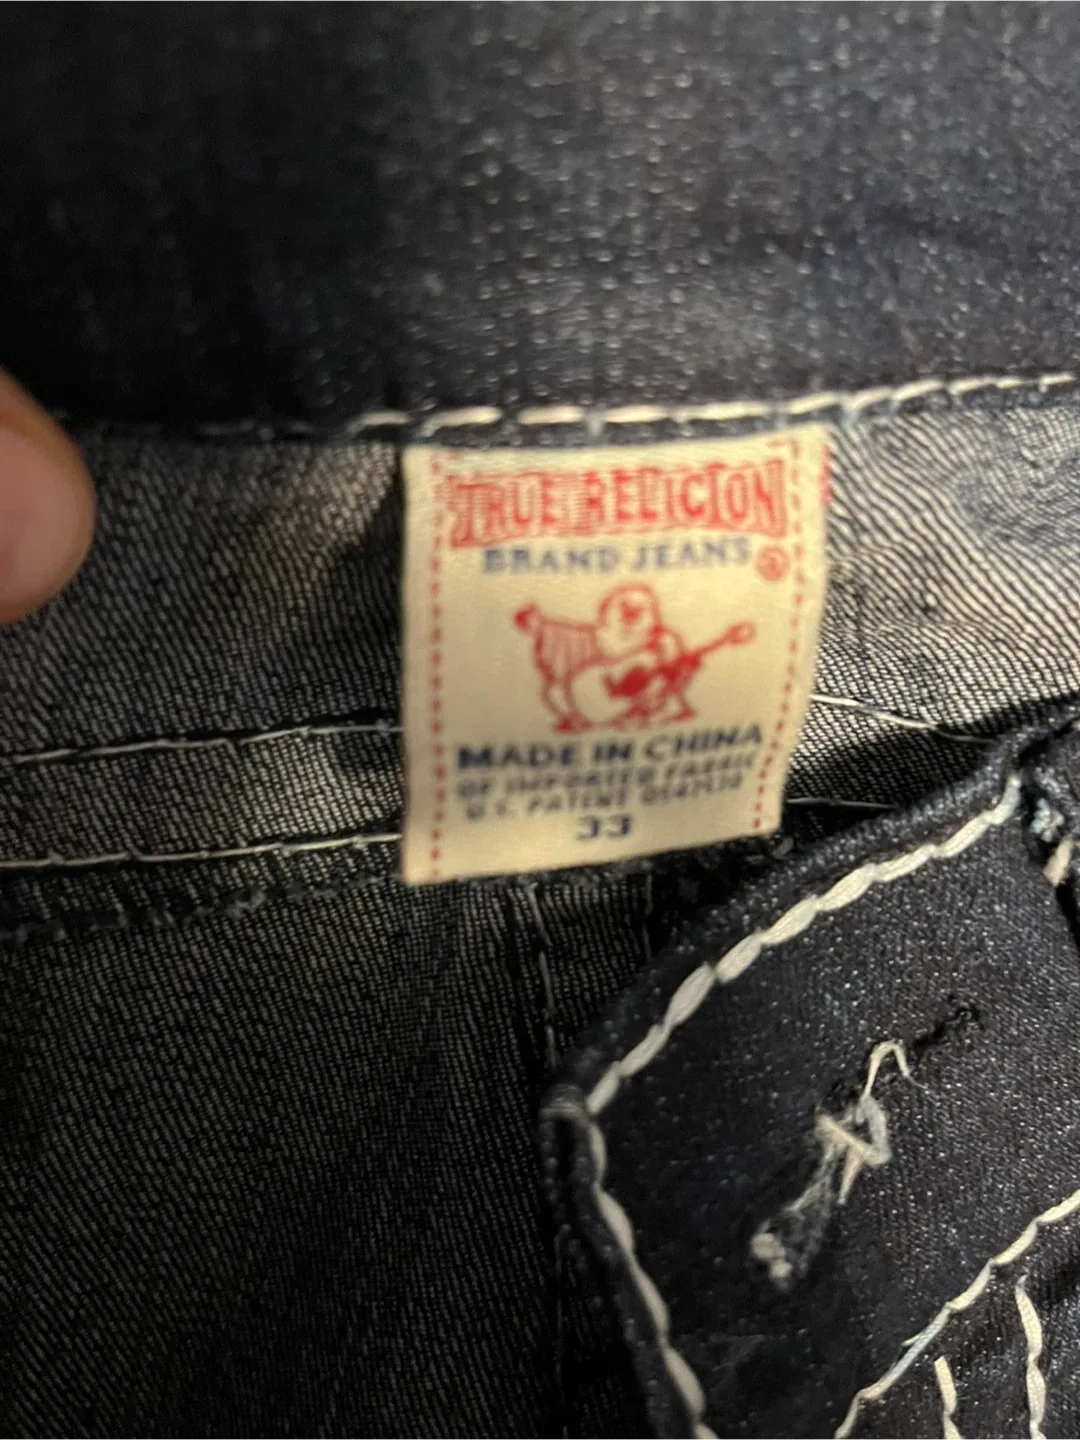 TRUE RELIGION
BRAND JEANS
®
MADE IN CHINA
OF IMPORTED FABRIC
U.S. PATENT
33